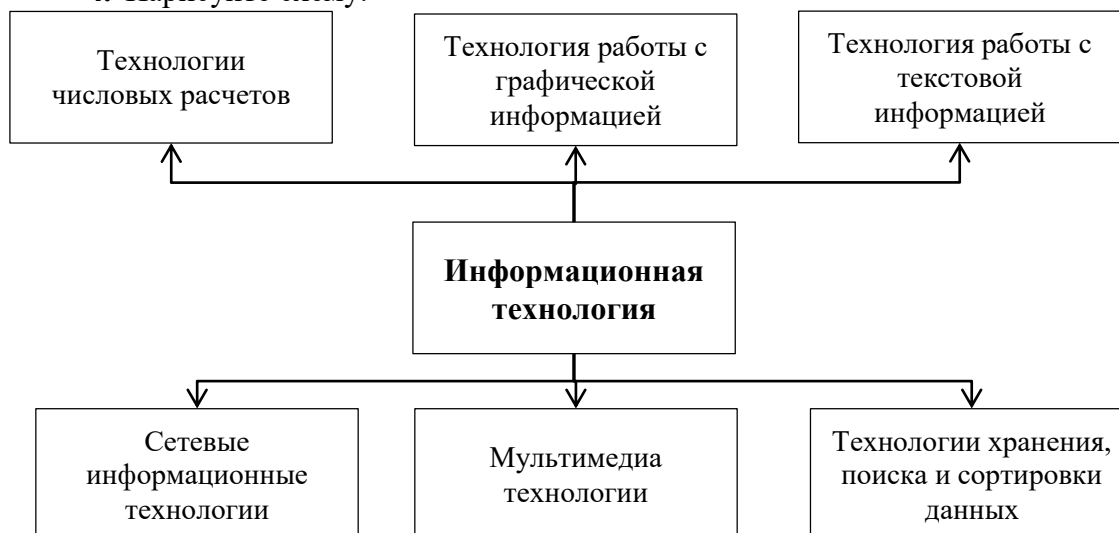 Технологии
числовых расчетов
Технология работы с
графической
информацией
Технология работы с
текстовой
информацией
Информационная
технология
Сетевые
информационные
технологии
Мультимедиа
технологии
Технологии хранения,
поиска и сортировки
данных